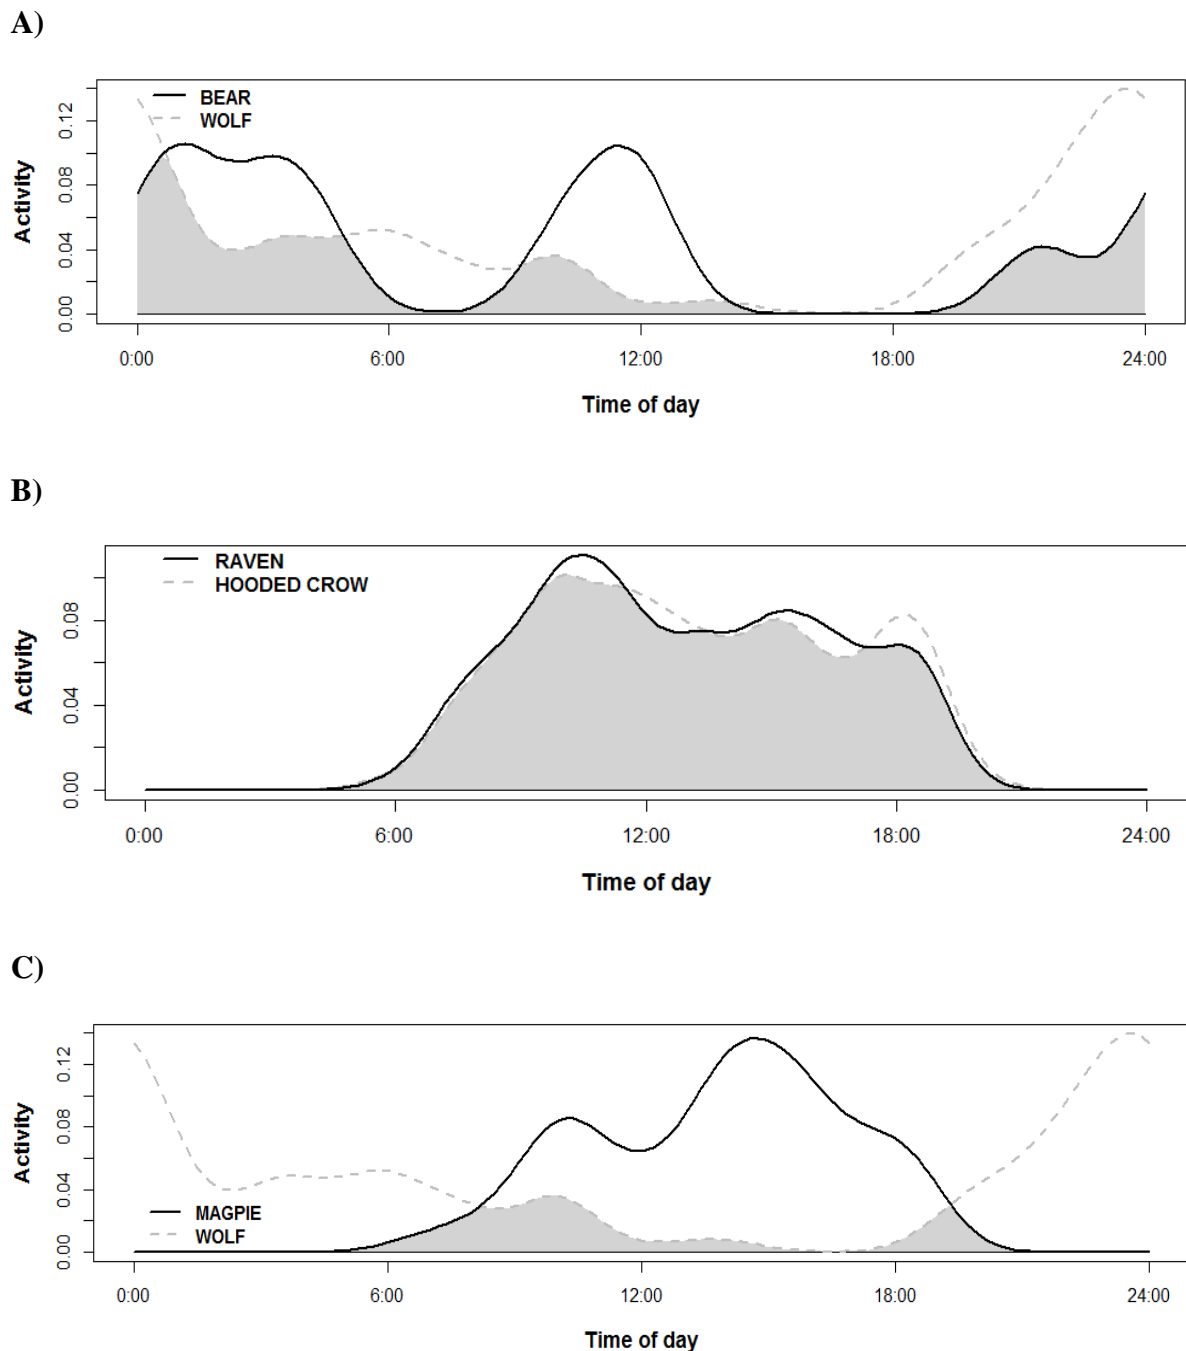 A)
BEAR
WOLF
Activity
0.00 0.04 0.08 0.12
0:00 6:00 12:00 18:00 24:00
Time of day
B)
RAVEN
HOODED CROW
Activity
0.00 0.04 0.08
0:00 6:00 12:00 18:00 24:00
Time of day
C)
Activity
0.00 0.04 0.08 0.12
MAGPIE
WOLF
0:00 6:00 12:00 18:00 24:00
Time of day